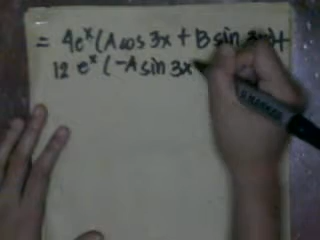 = 4e^x (A cos 3x + B sin 3x) +
12 e^x (-A sin 3x